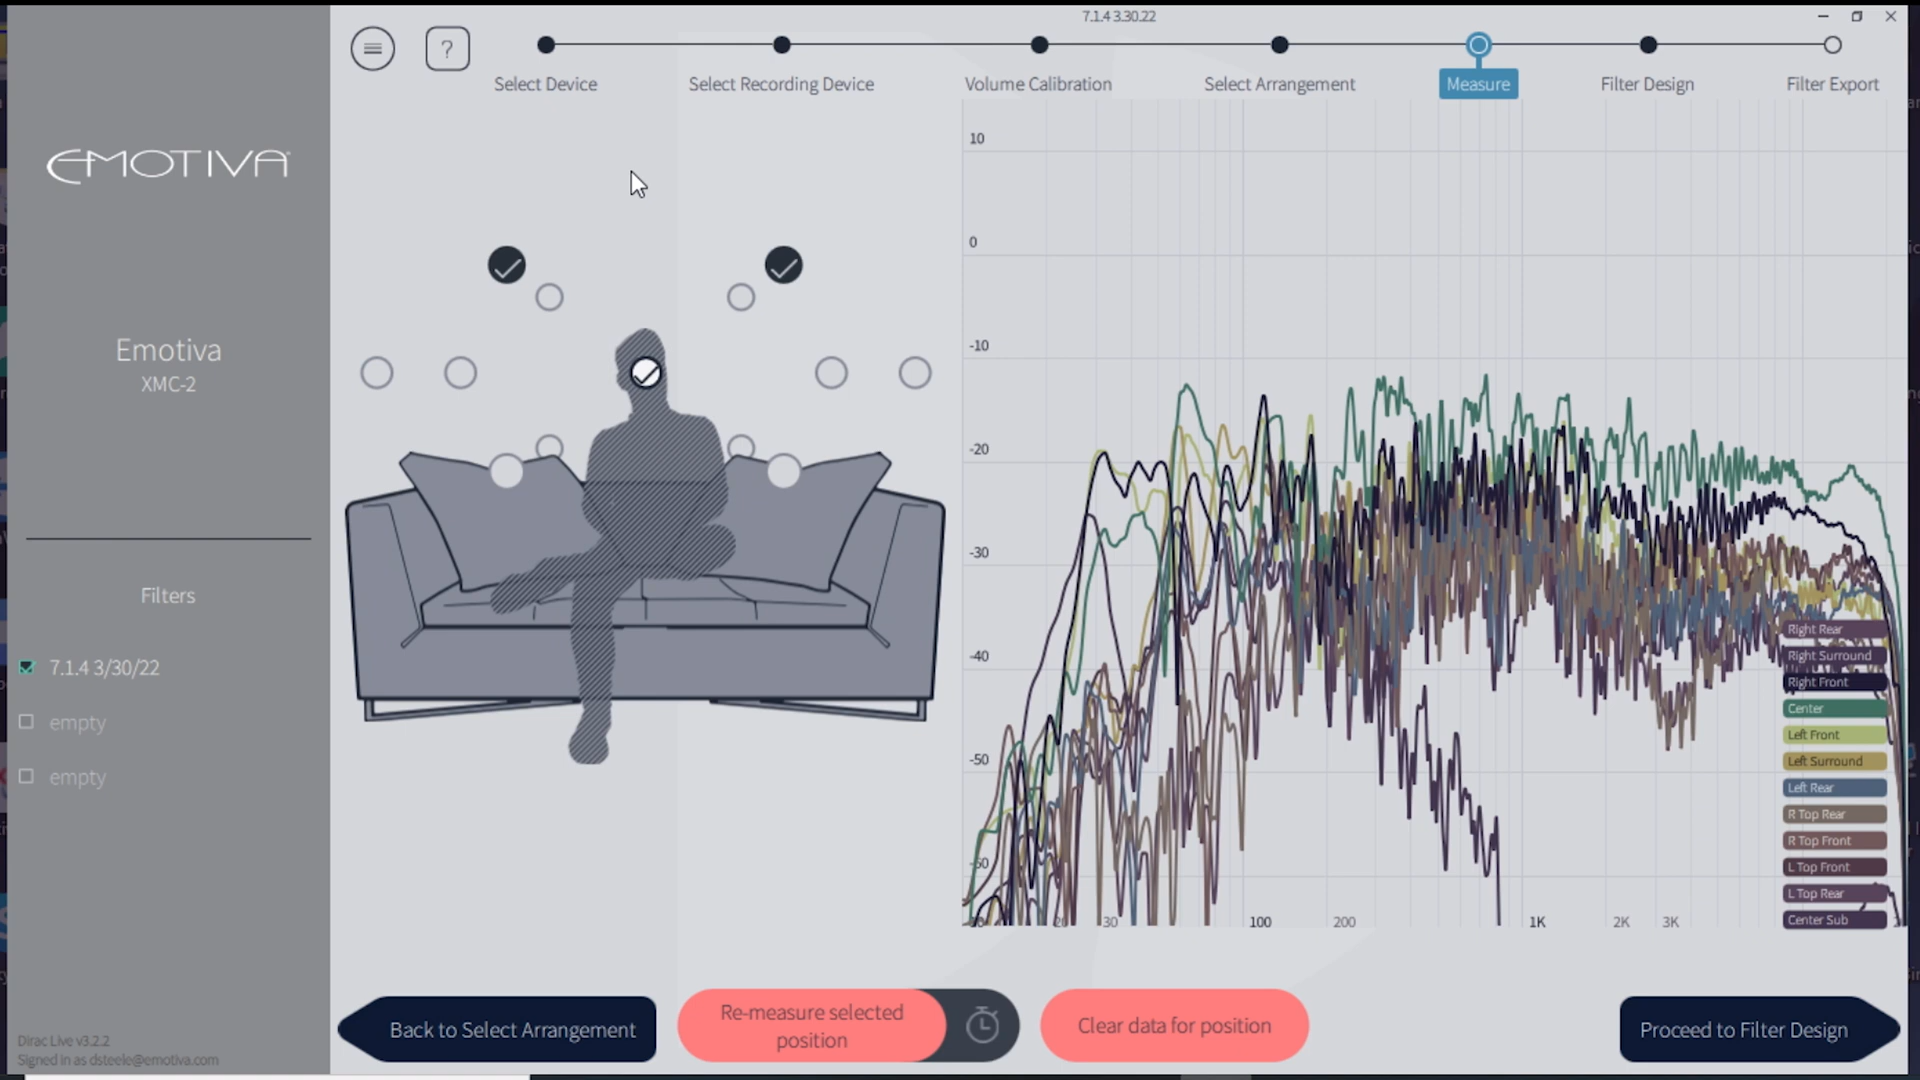 7.1.4 3.30.22
?
Select Device
Select Recording Device
Volume Calibration
Select Arrangement
Measure
Filter Design
Filter Export
EMOTIVA
Emotiva
XMC-2
Filters
7.1.4 3/30/22
empty
empty
Dirac Live v3.2.2
Signed in as dsteele@emotiva.com
10
0
-10
-20
-30
-40
-50
-60
20
30
100
200
1K
2K
3K
Right Rear
Right Surround
Right Front
Center
Left Front
Left Surround
Left Rear
R Top Rear
R Top Front
L Top Front
L Top Rear
Center Sub
Back to Select Arrangement
Re-measure selected
position
Clear data for position
Proceed to Filter Design